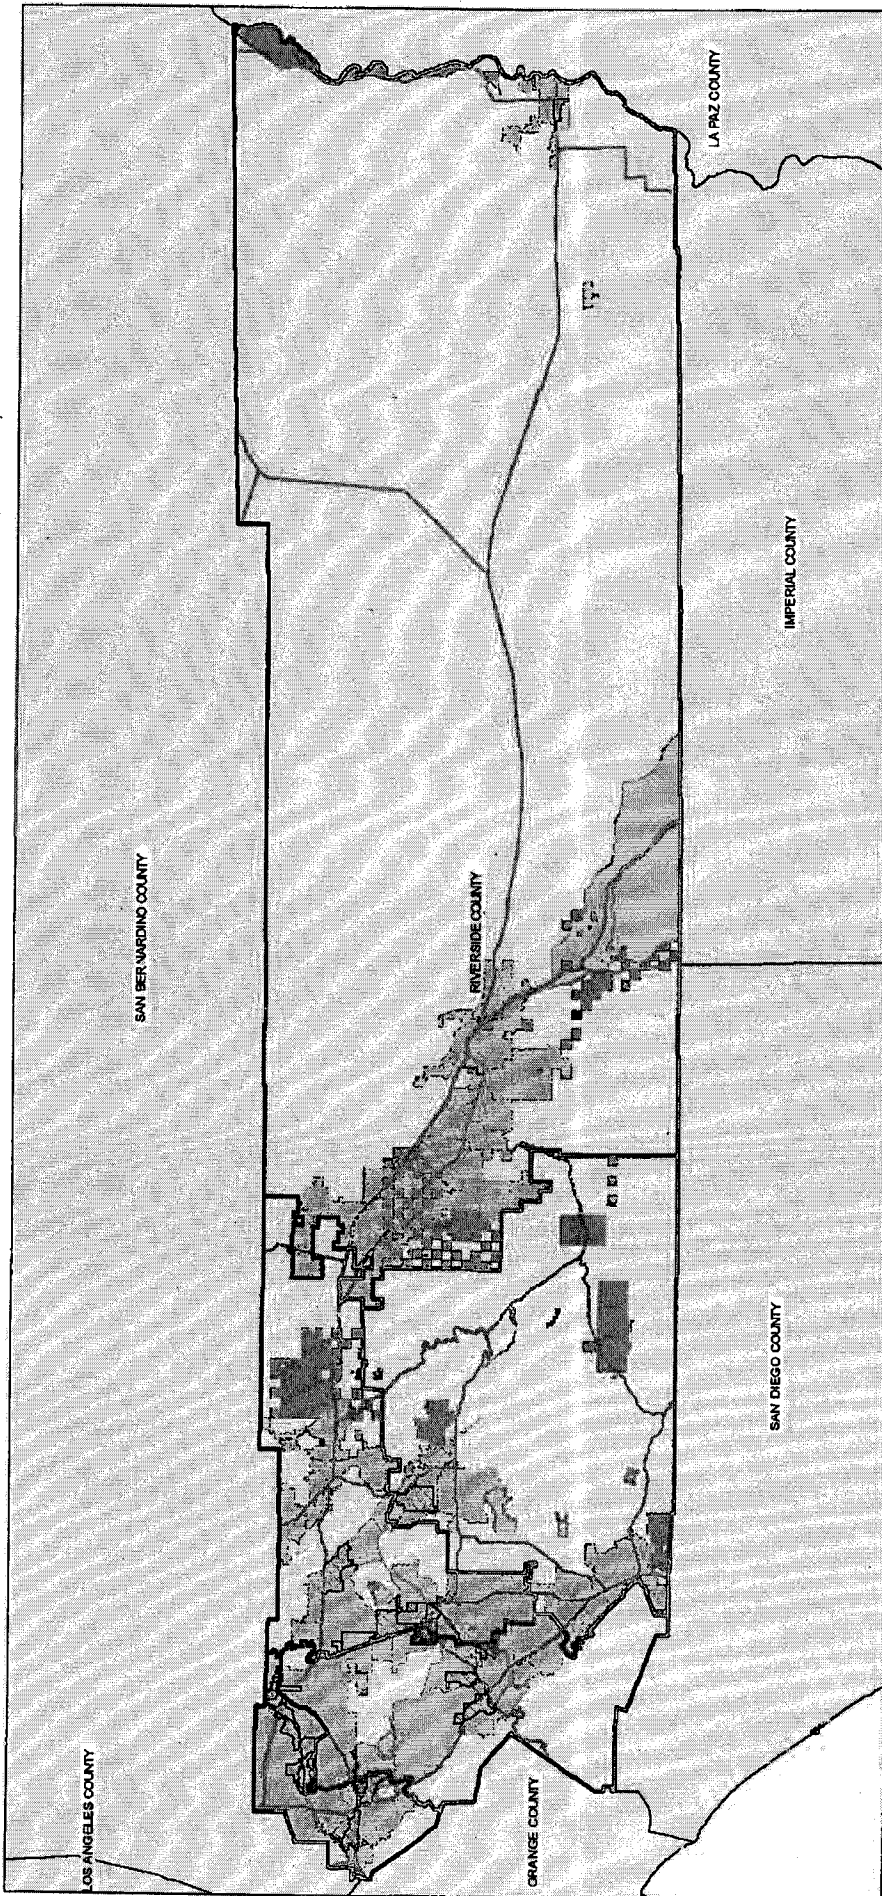 LOS ANGELES COUNTY
SAN BERNARDINO COUNTY
RIVERSIDE COUNTY
ORANGE COUNTY
SAN DIEGO COUNTY
IMPERIAL COUNTY
LA PAZ COUNTY